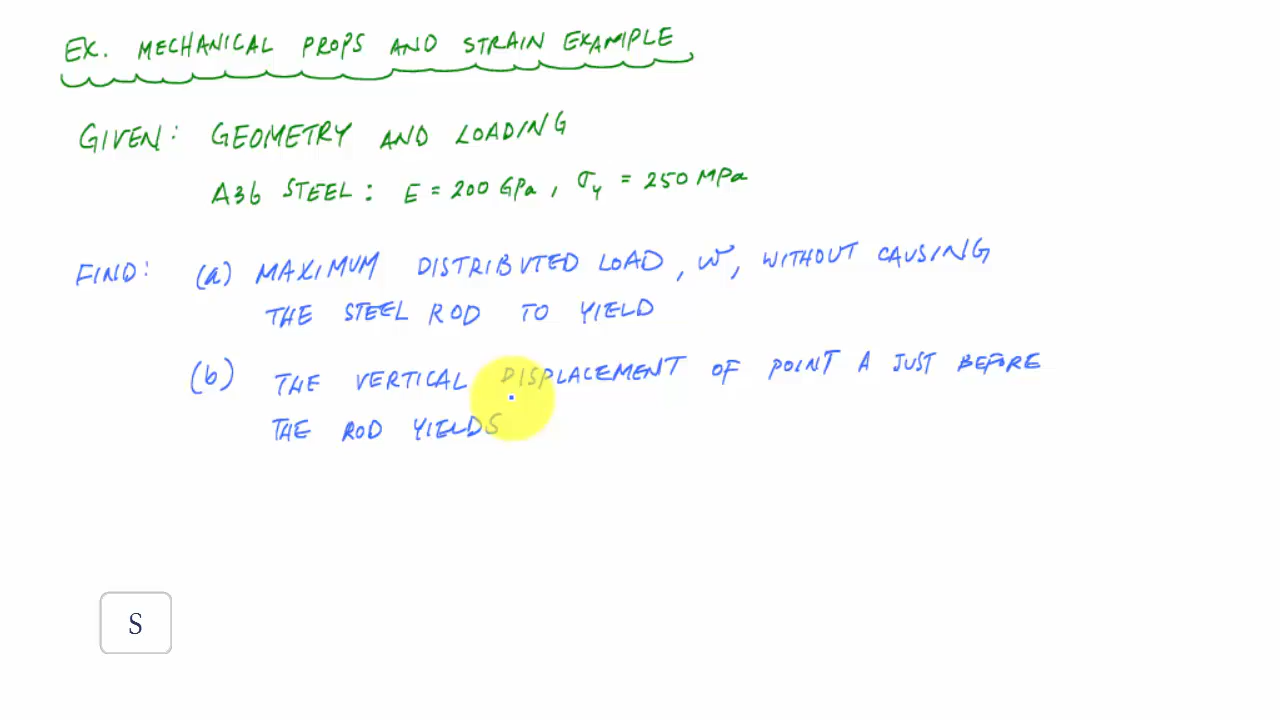 EX. MECHANICAL PROPS AND STRAIN EXAMPLE
GIVEN: GEOMETRY AND LOADING
A36 STEEL: E = 200 GPa, σy = 250 MPa
FIND: (a) MAXIMUM DISTRIBUTED LOAD, w, WITHOUT CAUSING
THE STEEL ROD TO YIELD
(b) THE VERTICAL DISPLACEMENT OF POINT A JUST BEFORE
THE ROD YIELDS
S